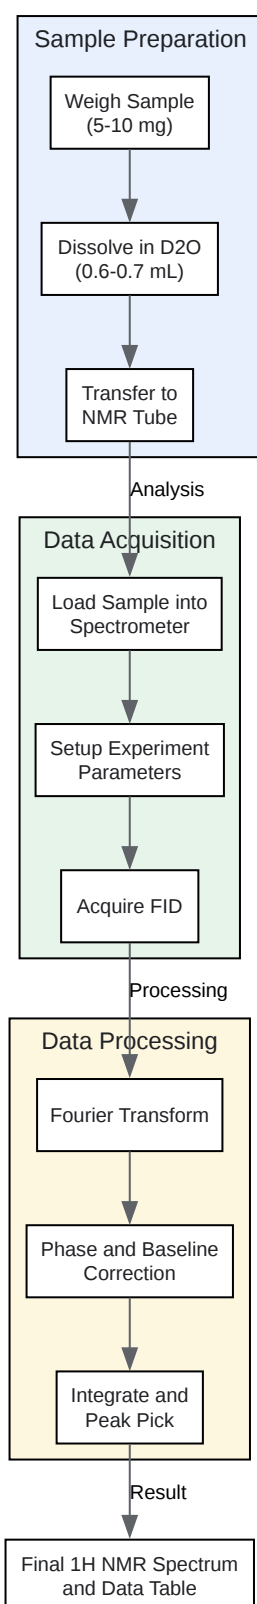 Sample Preparation
Weigh Sample
(5-10 mg)
Dissolve in D2O
(0.6-0.7 mL)
Transfer to
NMR Tube
Analysis
Data Acquisition
Load Sample into
Spectrometer
Setup Experiment
Parameters
Acquire FID
Processing
Data Processing
Fourier Transform
Phase and Baseline
Correction
Integrate and
Peak Pick
Result
Final 1H NMR Spectrum
and Data Table